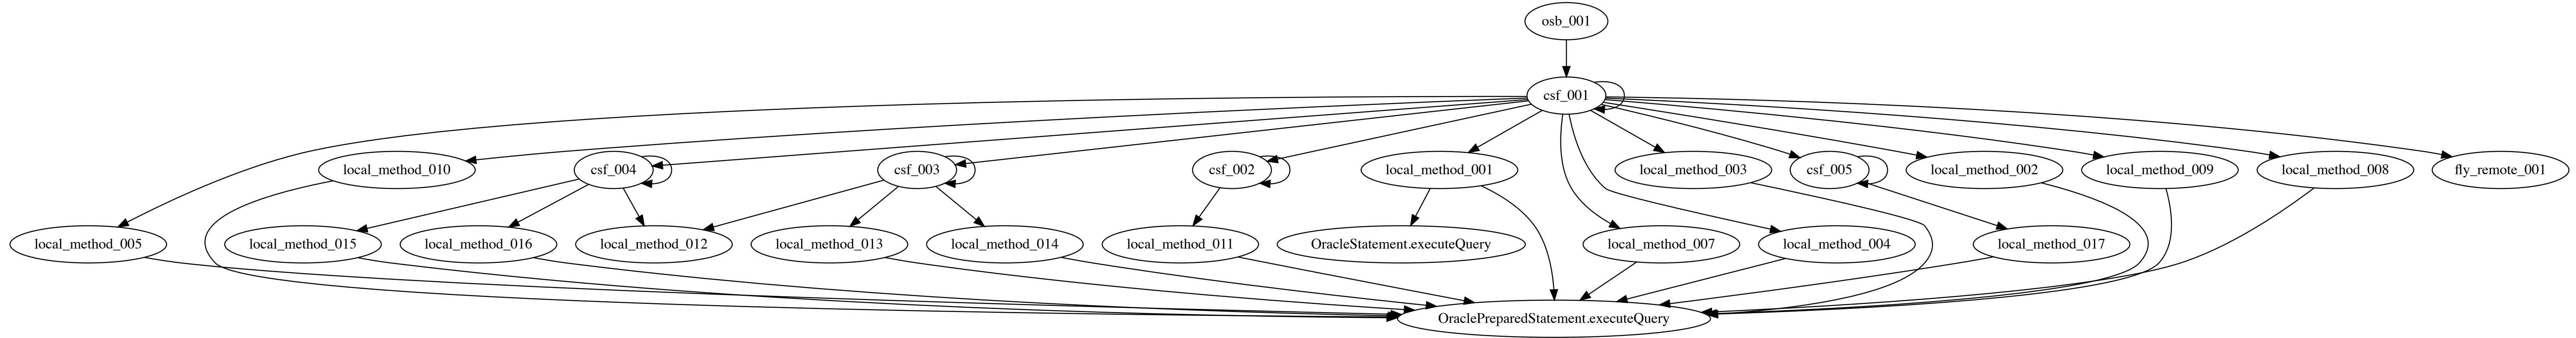 osb_001
csf_001
local_method_010
csf_004
csf_003
csf_002
local_method_001
local_method_003
csf_005
local_method_002
local_method_009
local_method_008
fly_remote_001
local_method_005
local_method_015
local_method_016
local_method_012
local_method_013
local_method_014
local_method_011
OracleStatement.executeQuery
local_method_007
local_method_004
local_method_017
OraclePreparedStatement.executeQuery